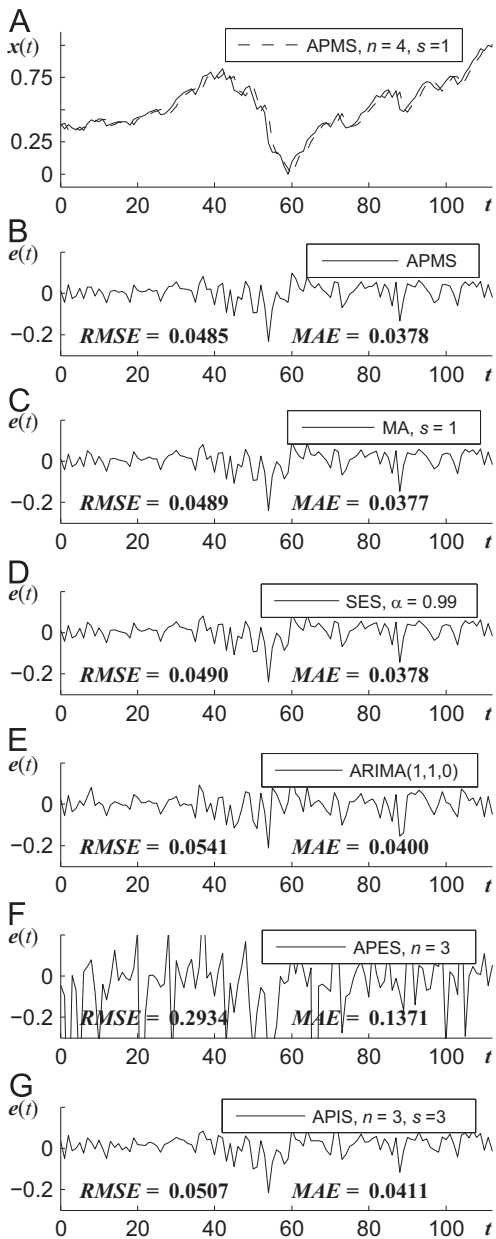 A
x(t)
APMS, n = 4, s=1
0.75
0.25
0
0 20 40 60 80 100 t
B
e(t)
APMS
0
−0.2
RMSE = 0.0485 MAE = 0.0378
0 20 40 60 80 100 t
C
e(t)
MA, s = 1
0
−0.2
RMSE = 0.0489 MAE = 0.0377
0 20 40 60 80 100 t
D
e(t)
SES, α = 0.99
0
−0.2
RMSE = 0.0490 MAE = 0.0378
0 20 40 60 80 100 t
E
e(t)
ARIMA(1,1,0)
0
−0.2
RMSE = 0.0541 MAE = 0.0400
0 20 40 60 80 100 t
F
e(t)
APES, n = 3
0
−0.2
RMSE = 0.2934 MAE = 0.1371
0 20 40 60 80 100 t
G
e(t)
APIS, n = 3, s=3
0
−0.2
RMSE = 0.0507 MAE = 0.0411
0 20 40 60 80 100 t